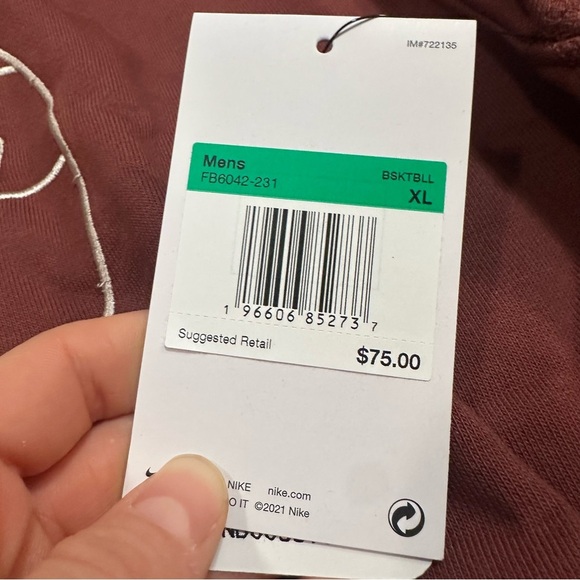 IM#722135
Mens BSKTBLL
FB6042-231 XL
1 96606 85273 7
Suggested Retail $75.00
NIKE nike.com
O IT ©2021 Nike